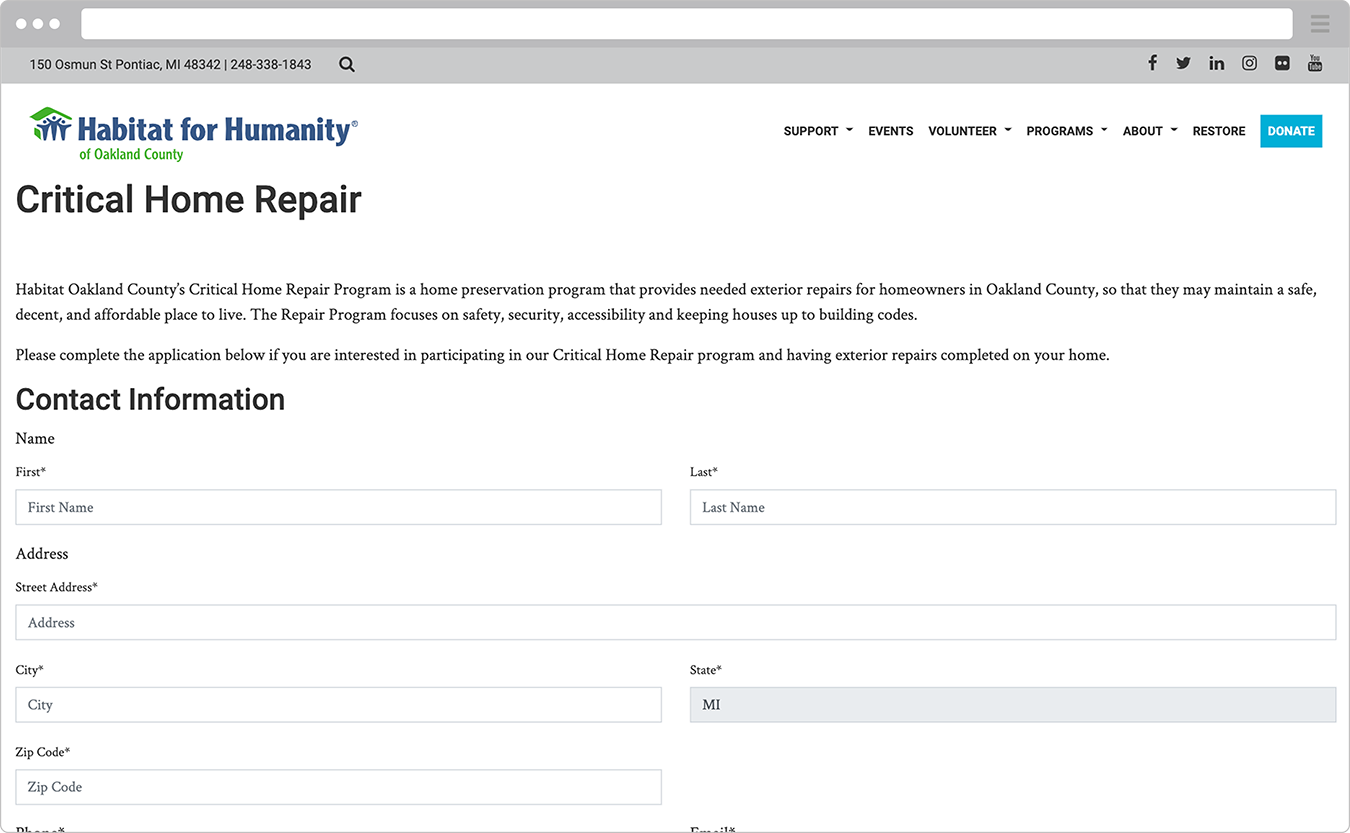 150 Osmun St Pontiac, MI 48342 | 248-338-1843
You
Tube
Habitat for Humanity®
of Oakland County
SUPPORT EVENTS VOLUNTEER PROGRAMS ABOUT RESTORE DONATE
Critical Home Repair
Habitat Oakland County’s Critical Home Repair Program is a home preservation program that provides needed exterior repairs for homeowners in Oakland County, so that they may maintain a safe,
decent, and affordable place to live. The Repair Program focuses on safety, security, accessibility and keeping houses up to building codes.
Please complete the application below if you are interested in participating in our Critical Home Repair program and having exterior repairs completed on your home.
Contact Information
Name
First* Last*
First Name Last Name
Address
Street Address*
Address
City* State*
City MI
Zip Code*
Zip Code
Phone* Email*